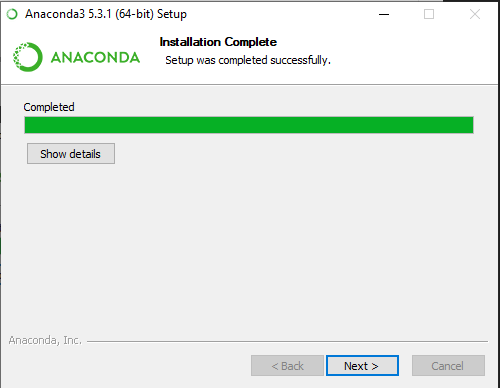 Anaconda3 5.3.1 (64-bit) Setup
ANACONDA
Installation Complete
Setup was completed successfully.
Completed
Show details
Anaconda, Inc.
< Back
Next >
Cancel